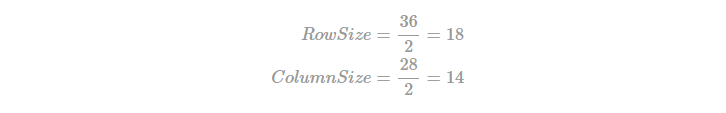 RowSize = 36/2 = 18
ColumnSize = 28/2 = 14